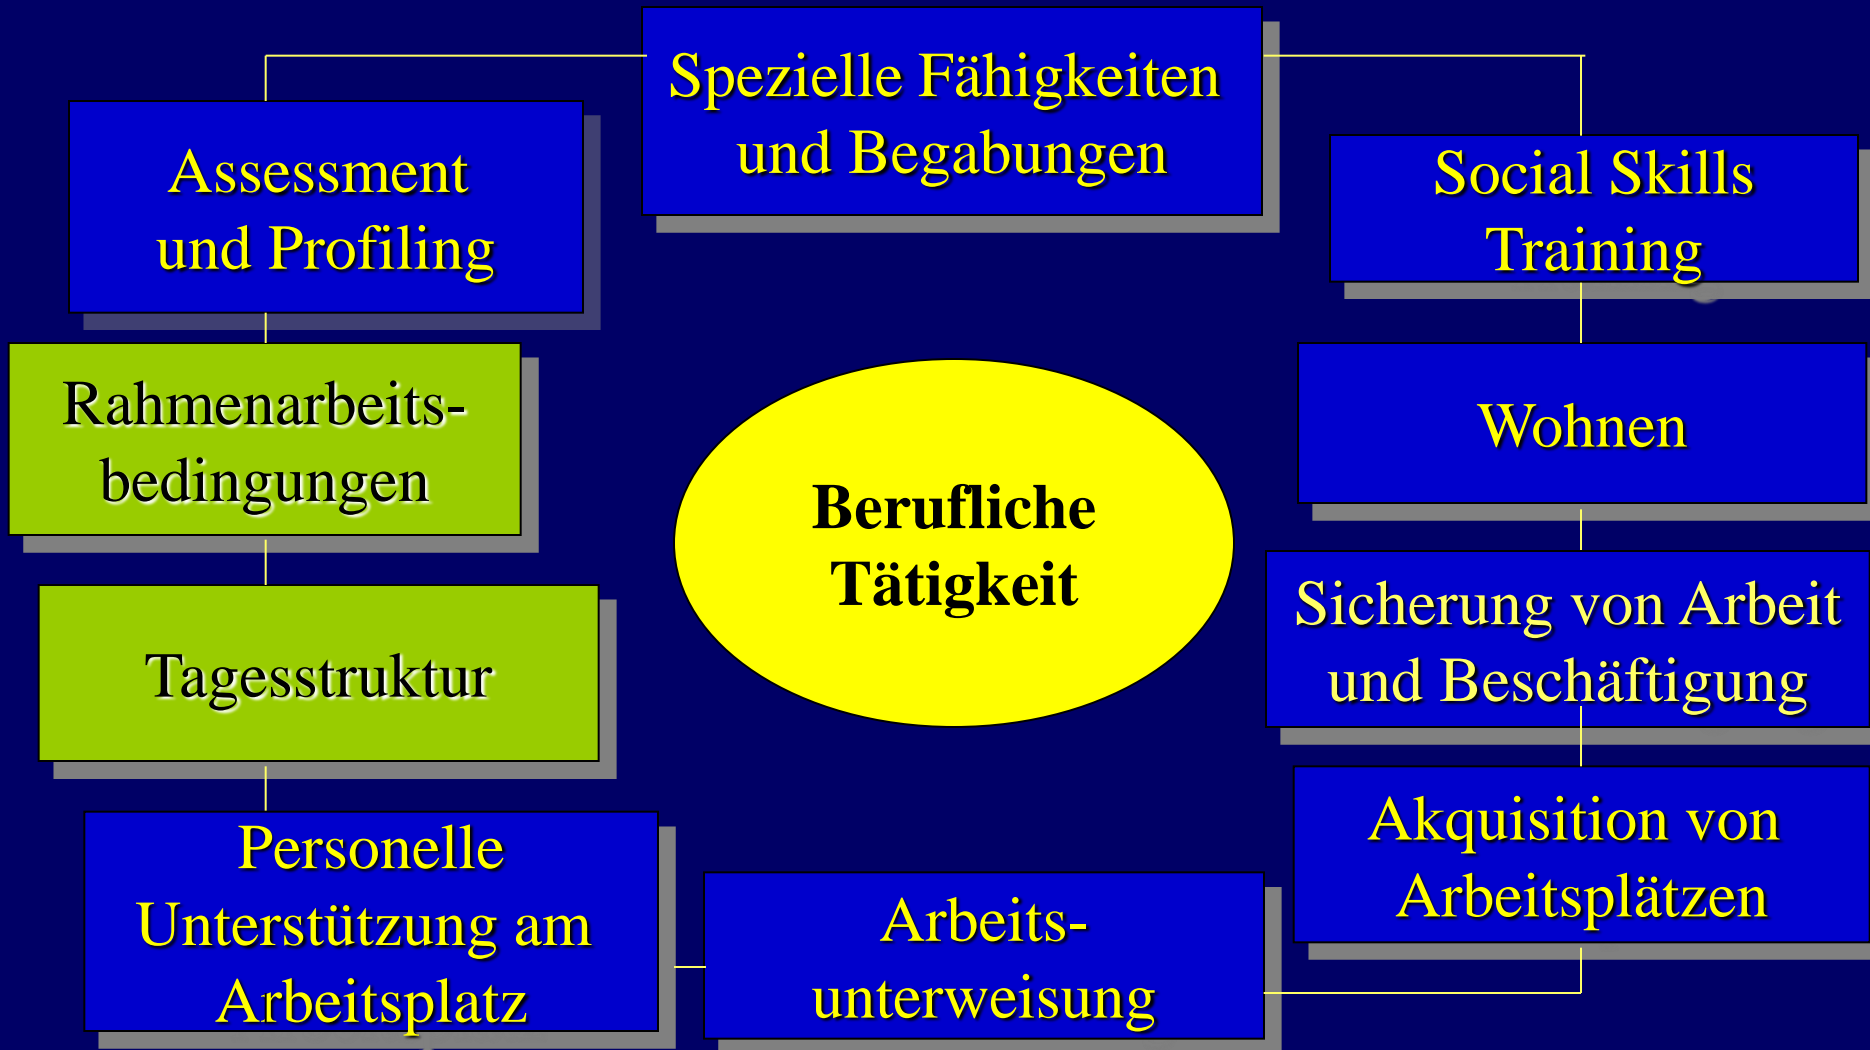 Spezielle Fähigkeiten
und Begabungen
Assessment
und Profiling
Social Skills
Training
Rahmenarbeits-
bedingungen
Wohnen
Berufliche
Tätigkeit
Tagesstruktur
Sicherung von Arbeit
und Beschäftigung
Personelle
Unterstützung am
Arbeitsplatz
Arbeits-
unterweisung
Akquisition von
Arbeitsplätzen